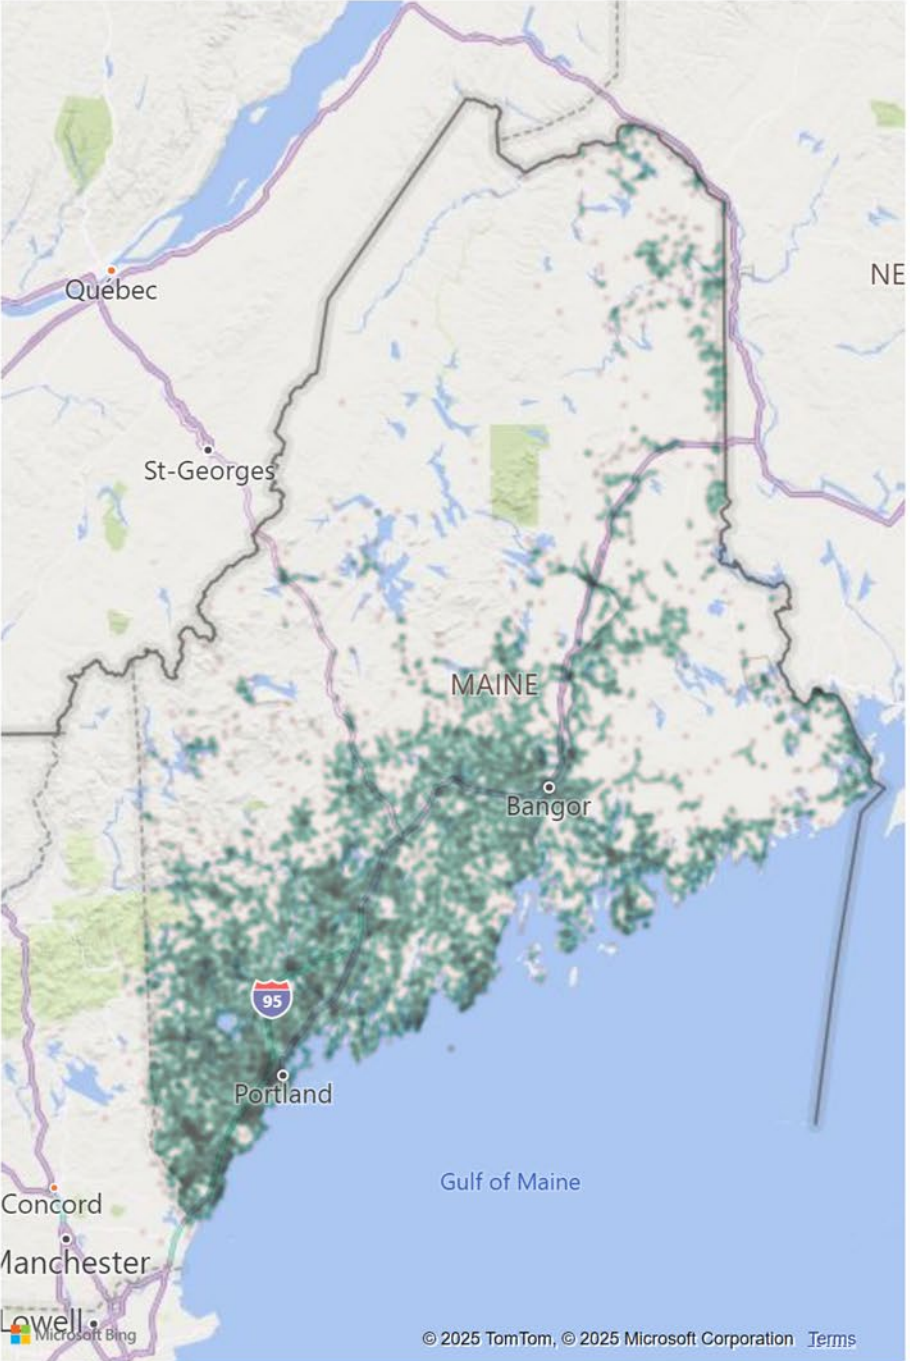 Québec
NE
St-Georges
MAINE
Bangor
95
Portland
Gulf of Maine
Concord
Manchester
Lowell
Microsoft Bing
© 2025 TomTom, © 2025 Microsoft Corporation Terms